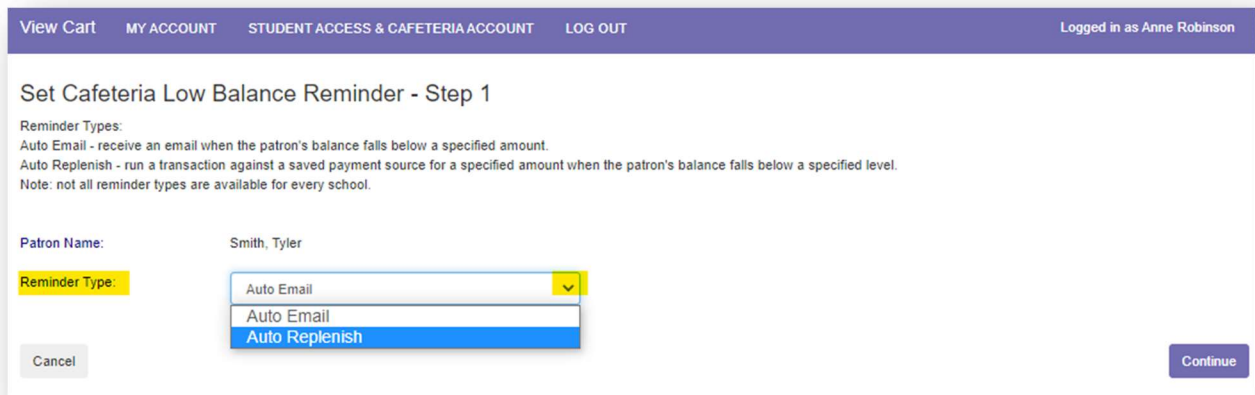 View Cart MY ACCOUNT STUDENT ACCESS & CAFETERIA ACCOUNT LOG OUT Logged in as Anne Robinson
Set Cafeteria Low Balance Reminder - Step 1
Reminder Types:
Auto Email - receive an email when the patron's balance falls below a specified amount.
Auto Replenish - run a transaction against a saved payment source for a specified amount when the patron's balance falls below a specified level.
Note: not all reminder types are available for every school.
Patron Name: Smith, Tyler
Reminder Type: Auto Email
Auto Email
Auto Replenish
Cancel Continue